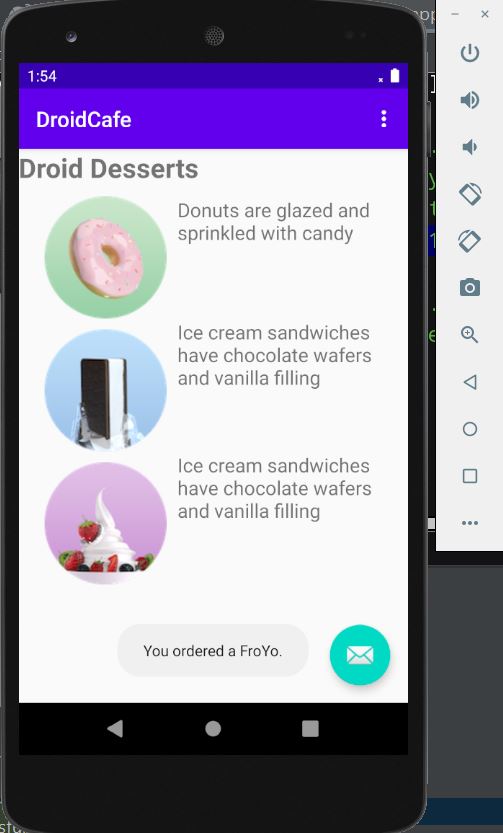 1:54
DroidCafe
Droid Desserts
Donuts are glazed and
sprinkled with candy
Ice cream sandwiches
have chocolate wafers
and vanilla filling
Ice cream sandwiches
have chocolate wafers
and vanilla filling
You ordered a FroYo.